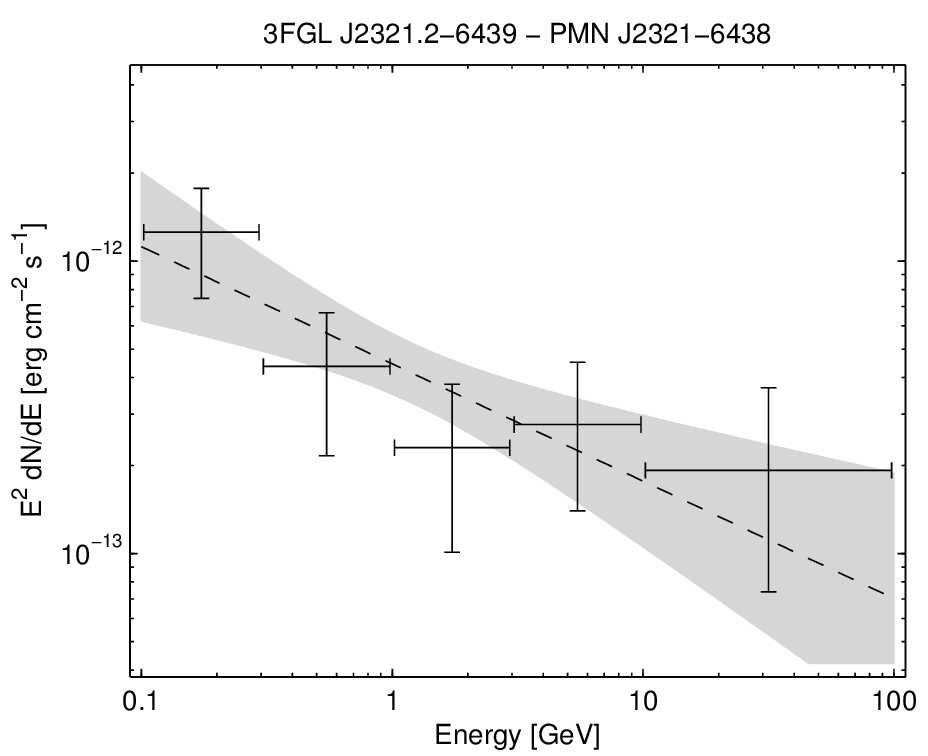 3FGL J2321.2−6439 − PMN J2321−6438
E² dN/dE [erg cm⁻² s⁻¹]
10⁻¹²
10⁻¹³
0.1 1 10 100
Energy [GeV]